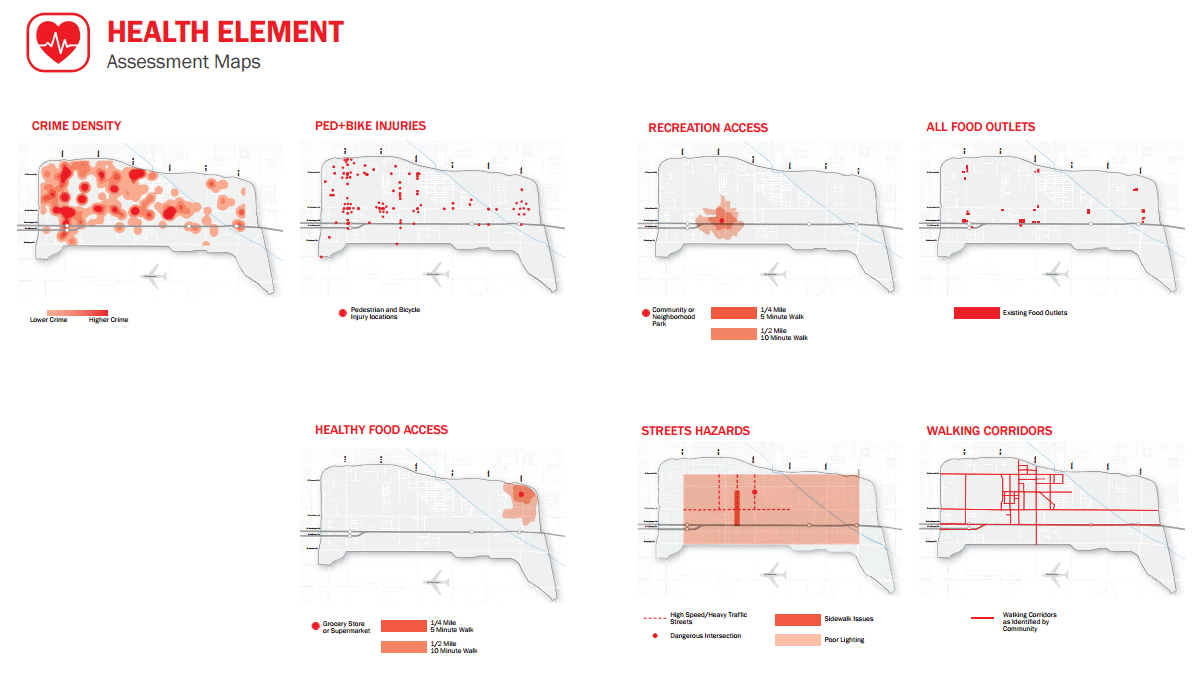 HEALTH ELEMENT
Assessment Maps
CRIME DENSITY
PED+BIKE INJURIES
RECREATION ACCESS
ALL FOOD OUTLETS
Lower Crime
Higher Crime
Pedestrian and Bicycle
Injury locations
Community or
Neighborhood
Park
1/4 Mile
5 Minute Walk
1/2 Mile
10 Minute Walk
Existing Food Outlets
HEALTHY FOOD ACCESS
STREETS HAZARDS
WALKING CORRIDORS
Grocery Store
or Supermarket
1/4 Mile
5 Minute Walk
1/2 Mile
10 Minute Walk
High Speed/Heavy Traffic
Streets
Dangerous Intersection
Sidewalk Issues
Poor Lighting
Walking Corridors
as Identified by
Community